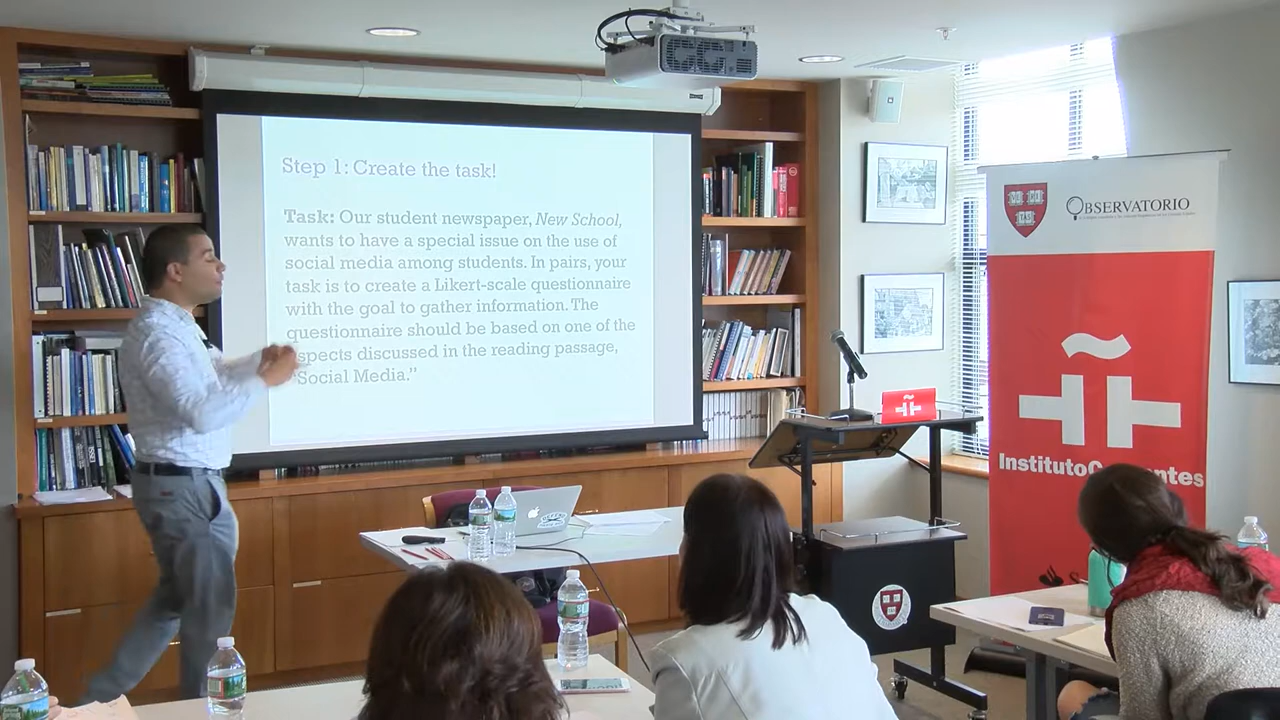 Step 1: Create the task!
Task: Our student newspaper, New School,
wants to have a special issue on the use of
social media among students. In pairs, your
task is to create a Likert-scale questionnaire
with the goal to gather information. The
questionnaire should be based on one of the
spects discussed in the reading passage,
"Social Media."
OBSERVATORIO
InstitutoC ntes